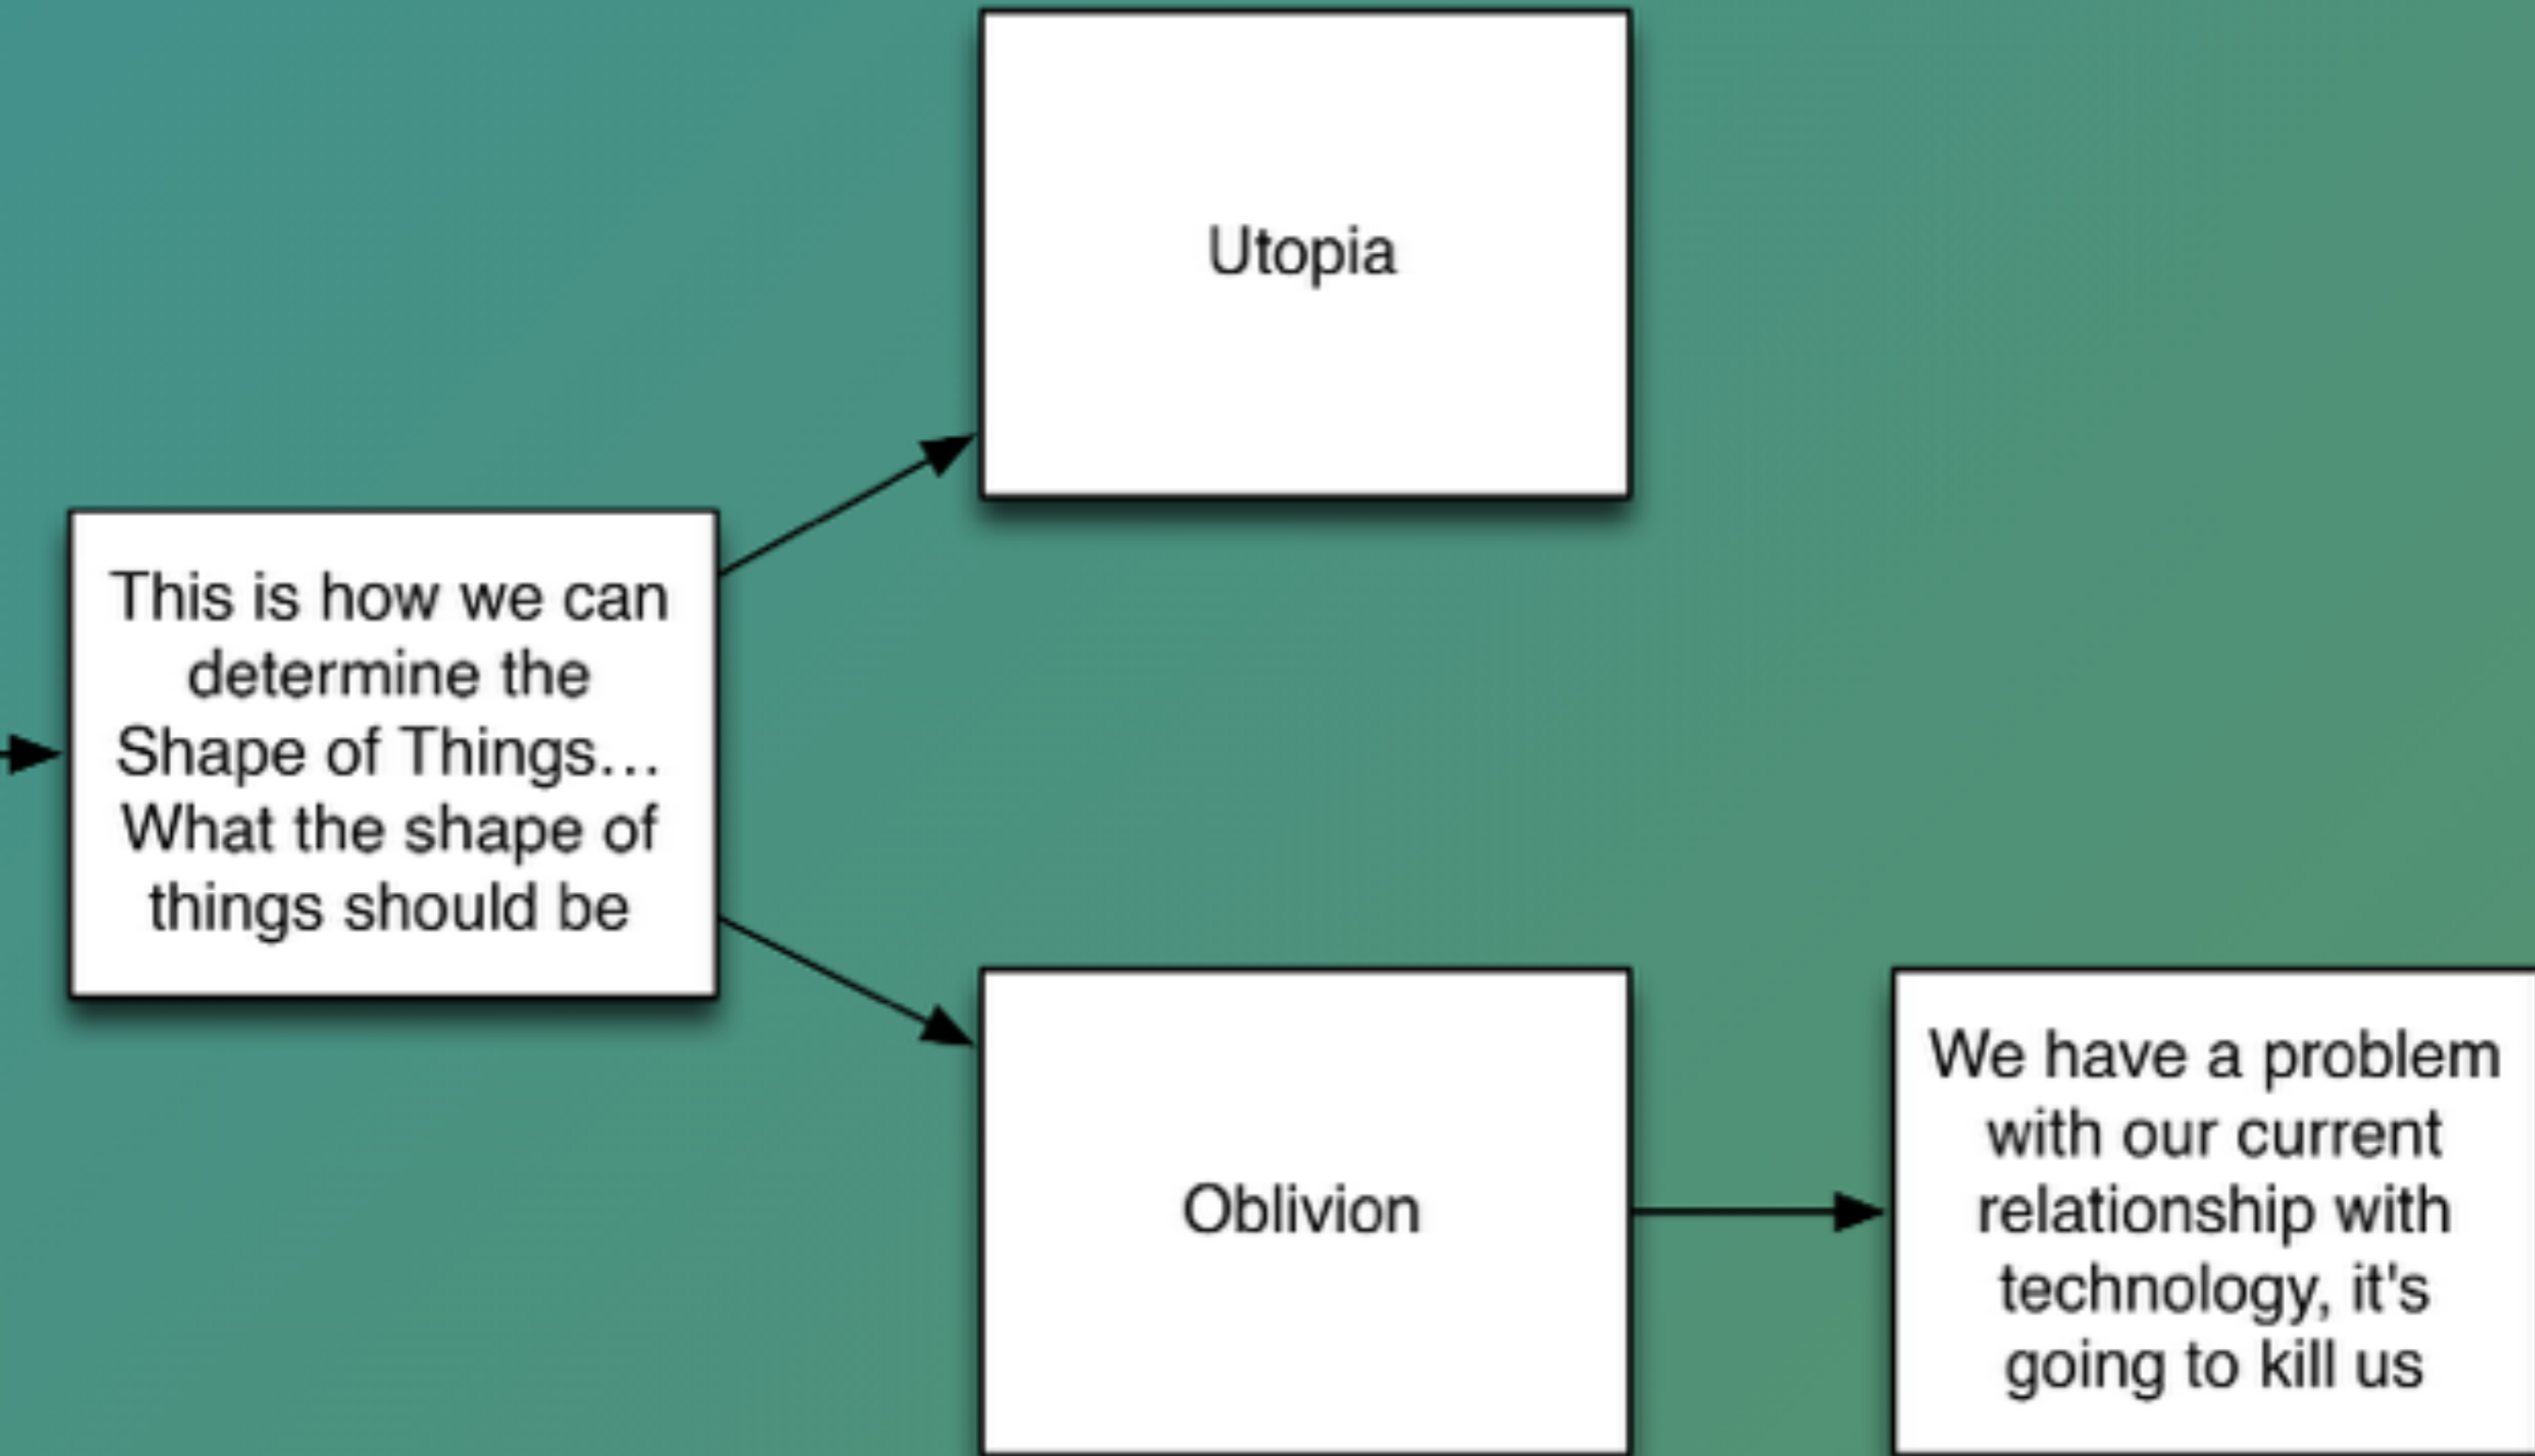 Utopia
This is how we can
determine the
Shape of Things…
What the shape of
things should be
Oblivion
We have a problem
with our current
relationship with
technology, it's
going to kill us